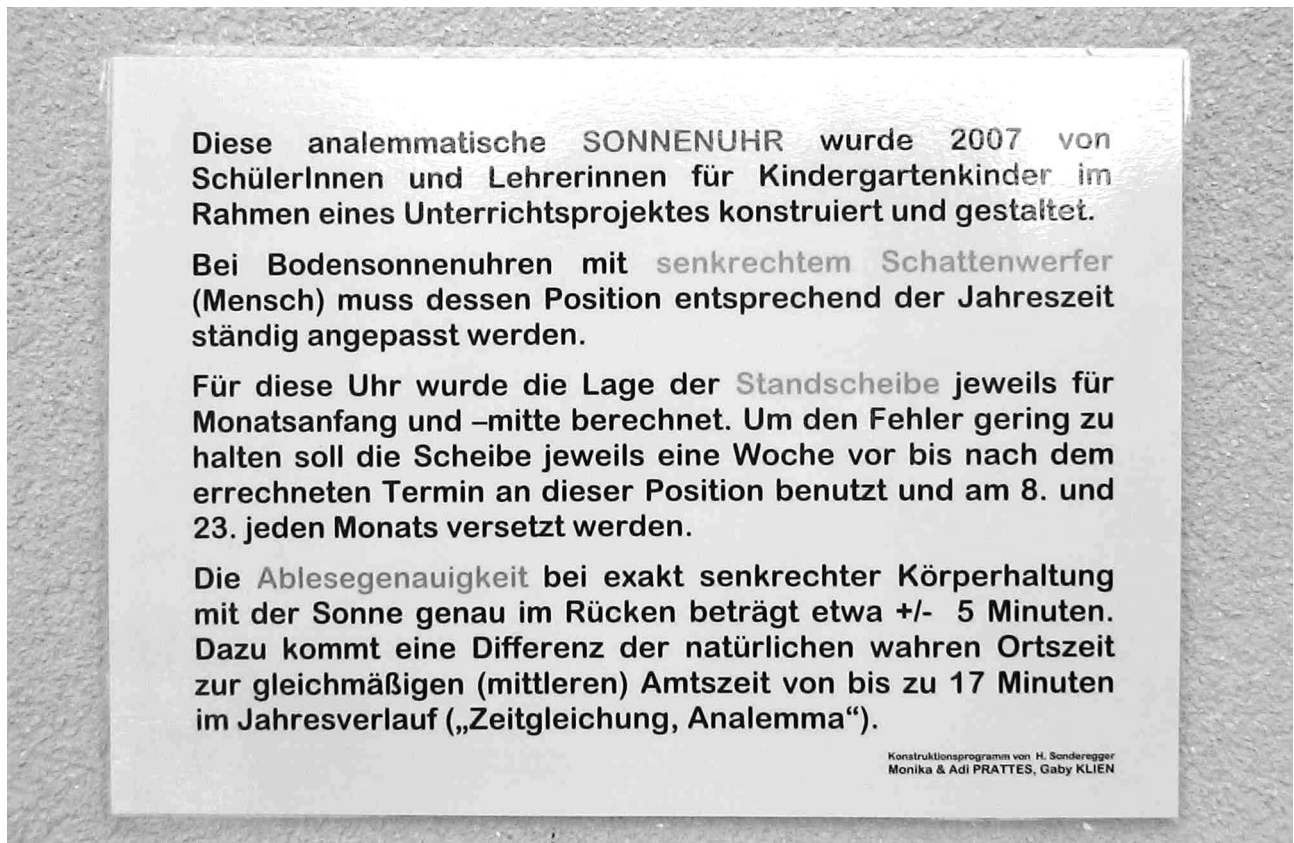 Diese analemmatische SONNENUHR wurde 2007 von
SchülerInnen und Lehrerinnen für Kindergartenkinder im
Rahmen eines Unterrichtsprojektes konstruiert und gestaltet.
Bei Bodensonnenuhren mit senkrechtem Schattenwerfer
(Mensch) muss dessen Position entsprechend der Jahreszeit
ständig angepasst werden.
Für diese Uhr wurde die Lage der Standscheibe jeweils für
Monatsanfang und –mitte berechnet. Um den Fehler gering zu
halten soll die Scheibe jeweils eine Woche vor bis nach dem
errechneten Termin an dieser Position benutzt und am 8. und
23. jeden Monats versetzt werden.
Die Ablesegenauigkeit bei exakt senkrechter Körperhaltung
mit der Sonne genau im Rücken beträgt etwa +/- 5 Minuten.
Dazu kommt eine Differenz der natürlichen wahren Ortszeit
zur gleichmäßigen (mittleren) Amtszeit von bis zu 17 Minuten
im Jahresverlauf („Zeitgleichung, Analemma“).
Konstruktionsprogramm von H. Sonderegger
Monika & Adi PRATTES, Gaby KLIEN